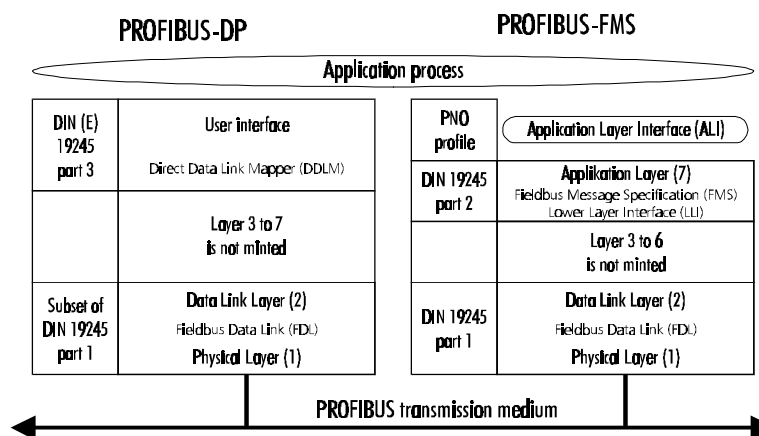 PROFIBUS-DP
PROFIBUS-FMS
Application process
DIN (E)
19245
part 3
User interface
Direct Data Link Mapper (DDLM)
Layer 3 to 7
is not minted
Subset of
DIN 19245
part 1
Data Link Layer (2)
Fieldbus Data Link (FDL)
Physical Layer (1)
PNO
profile
Application Layer Interface (ALI)
DIN 19245
part 2
Applikation Layer (7)
Fieldbus Message Specification (FMS)
Lower Layer Interface (LLI)
Layer 3 to 6
is not minted
DIN 19245
part 1
Data Link Layer (2)
Fieldbus Data Link (FDL)
Physical Layer (1)
PROFIBUS transmission medium